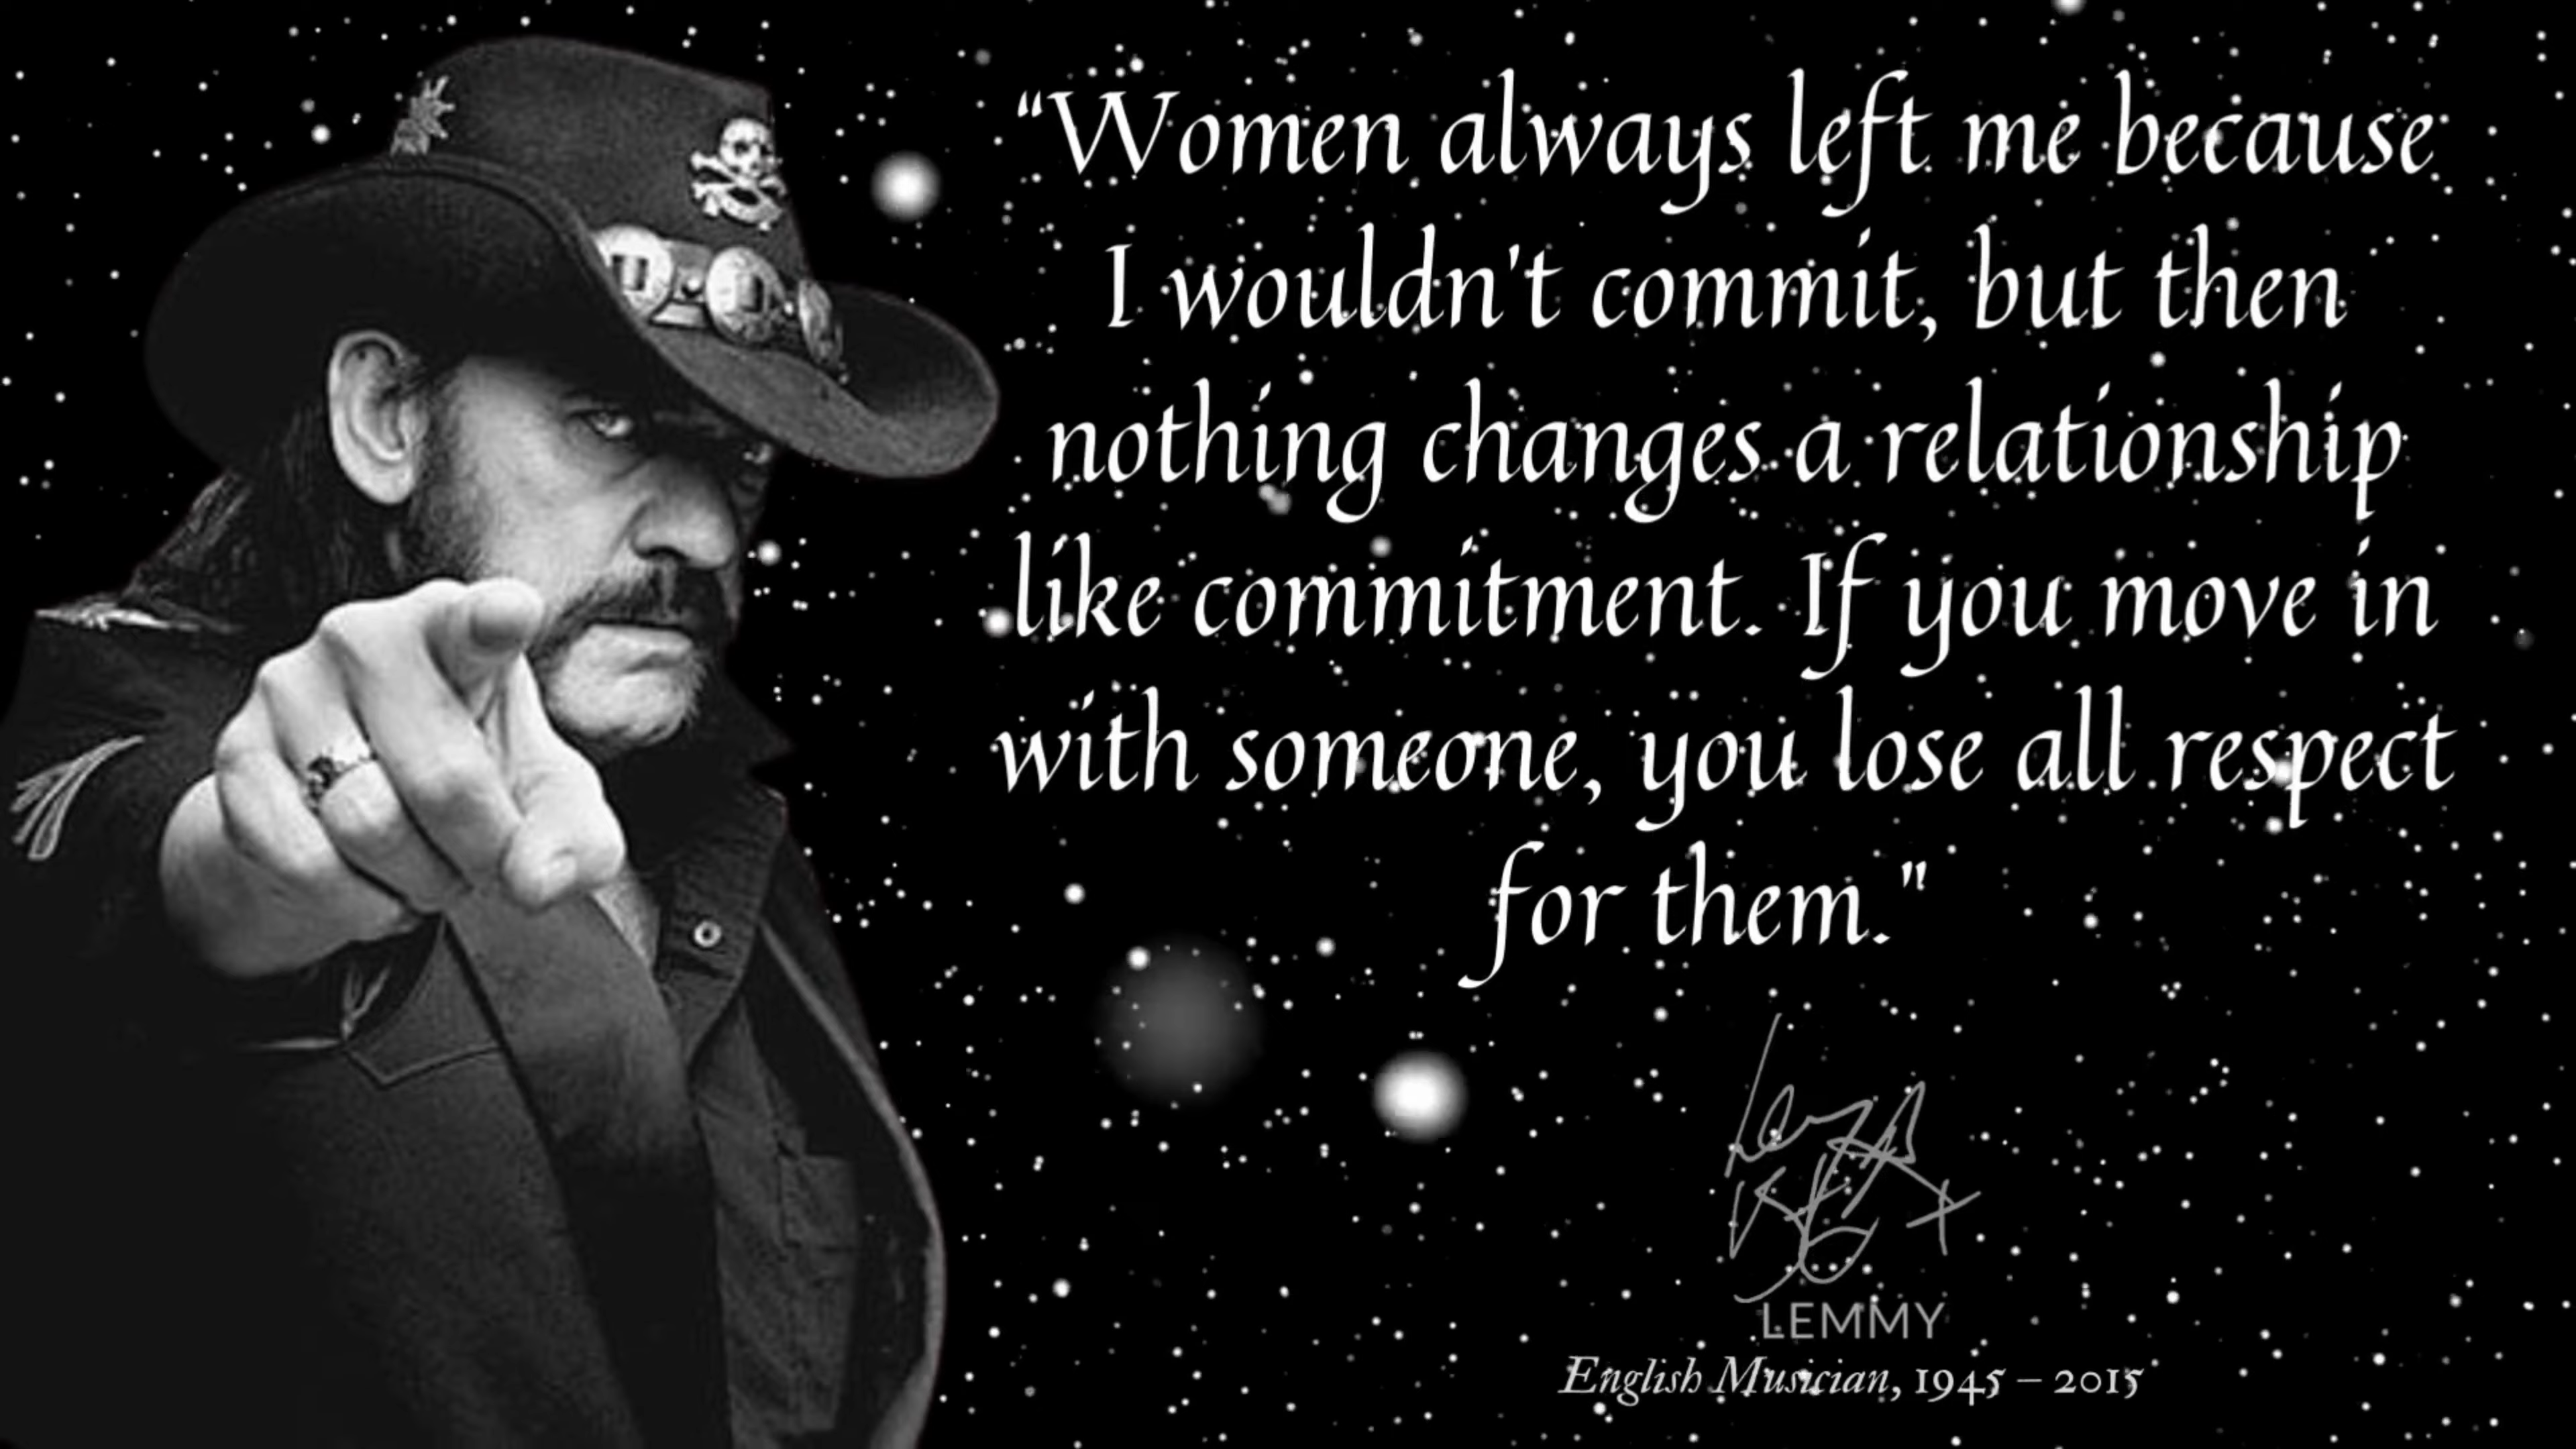 “Women always left me because
I wouldn't commit, but then
nothing changes a relationship
like commitment. If you move in
with someone, you lose all respect
for them."
LEMMY
English Musician, 1945 – 2015